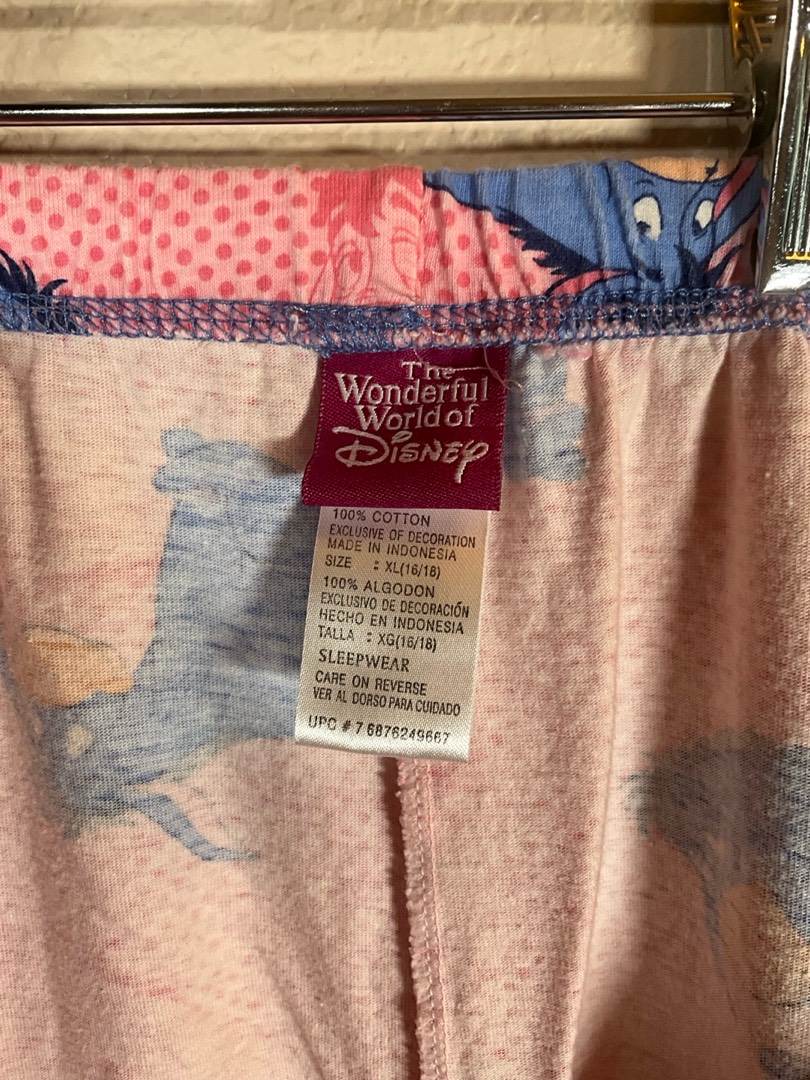 The
Wonderful
World of
Disney
100% COTTON
EXCLUSIVE OF DECORATION
MADE IN INDONESIA
SIZE : XL(16/18)
100% ALGODON
EXCLUSIVO DE DECORACIÓN
HECHO EN INDONESIA
TALLA : XG(16/18)
SLEEPWEAR
CARE ON REVERSE
VER AL DORSO PARA CUIDADO
UPC # 7 6876249667